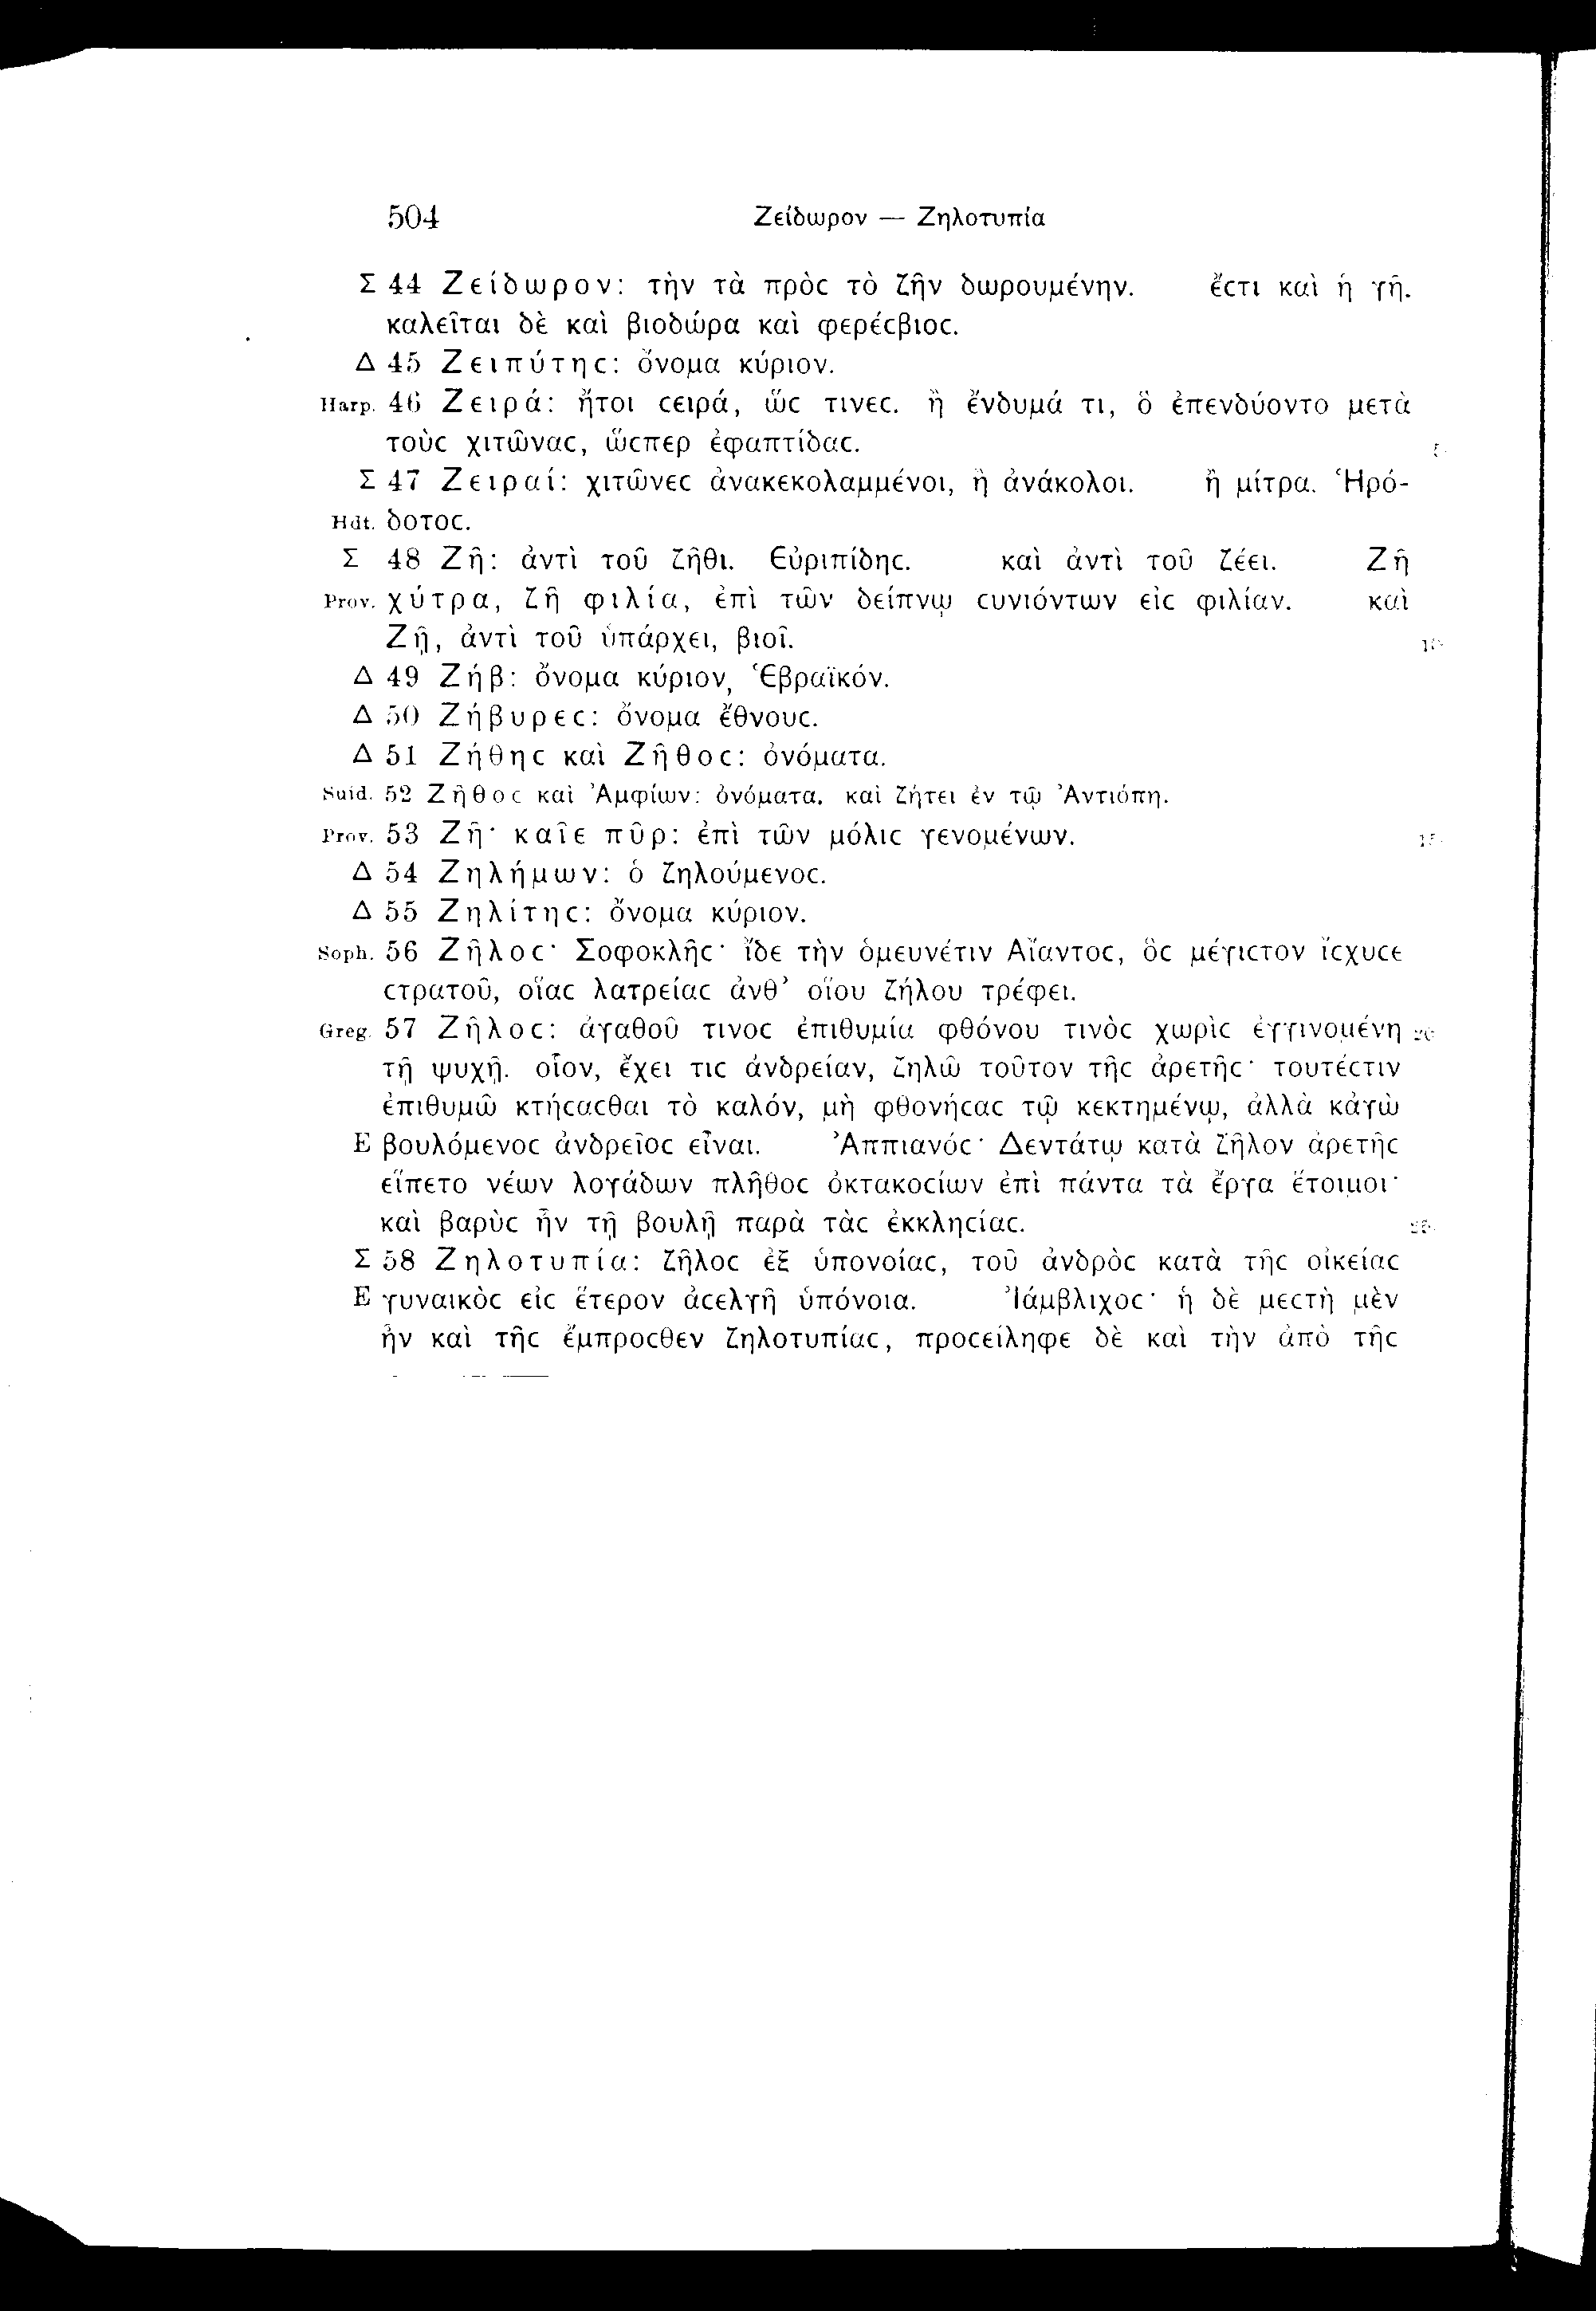 504 Ζείδωρον — Ζηλοτυπία
Σ 44 Ζείδωρον: τὴν τὰ πρὸς τὸ ζῆν δωρουμένην. ἔϲτι καὶ ἡ γῆ.
καλεῖται δὲ καὶ βιοδώρα καὶ φερέϲβιοϲ.
Δ 45 Ζειπύτηϲ: ὄνομα κύριον.
Harp. 46 Ζειρά: ἤτοι ϲειρά, ὥϲ τινεϲ. ἢ ἔνδυμά τι, ὃ ἐπενδύοντο μετὰ
τοὺϲ χιτῶναϲ, ὥϲπερ ἐφαπτίδαϲ. 5
Σ 47 Ζειραί: χιτῶνεϲ ἀνακεκολαμμένοι, ἢ ἀνάκολοι. ἢ μίτρα. Ἡρό-
Hdt. δοτοϲ.
Σ 48 Ζῆ: ἀντὶ τοῦ ζῆθι. Εὐριπίδηϲ. καὶ ἀντὶ τοῦ ζέει. Ζῆ
Prov. χύτρα, ζῆ φιλία, ἐπὶ τῶν δείπνῳ ϲυνιόντων εἰϲ φιλίαν. καὶ
Ζῇ, ἀντὶ τοῦ ὑπάρχει, βιοῖ. 10
Δ 49 Ζήβ: ὄνομα κύριον, Ἑβραϊκόν.
Δ 50 Ζήβυρεϲ: ὄνομα ἔθνουϲ.
Δ 51 Ζήθηϲ καὶ Ζῆθοϲ: ὀνόματα.
Suid. 52 Ζῆθοϲ καὶ Ἀμφίων: ὀνόματα. καὶ ζήτει ἐν τῷ Ἀντιόπη.
Prov. 53 Ζῆ· καῖε πῦρ: ἐπὶ τῶν μόλιϲ γενομένων. 15
Δ 54 Ζηλήμων: ὁ ζηλούμενοϲ.
Δ 55 Ζηλίτηϲ: ὄνομα κύριον.
Soph. 56 Ζῆλοϲ· Σοφοκλῆϲ· ἴδε τὴν ὁμευνέτιν Αἴαντοϲ, ὃϲ μέγιϲτον ἴϲχυϲε
ϲτρατοῦ, οἵαϲ λατρείαϲ ἀνθ’ οἵου ζήλου τρέφει.
Greg. 57 Ζῆλοϲ: ἀγαθοῦ τινοϲ ἐπιθυμία φθόνου τινὸϲ χωρὶϲ ἐγγινομένη 20
τῇ ψυχῇ. οἷον, ἔχει τιϲ ἀνδρείαν, ζηλῶ τοῦτον τῆϲ ἀρετῆϲ· τουτέϲτιν
ἐπιθυμῶ κτήϲαϲθαι τὸ καλόν, μὴ φθονήϲαϲ τῷ κεκτημένῳ, ἀλλὰ κἀγὼ
E βουλόμενοϲ ἀνδρεῖοϲ εἶναι. Ἀππιανόϲ· Δεντάτῳ κατὰ ζῆλον ἀρετῆϲ
εἵπετο νέων λογάδων πλῆθοϲ ὀκτακοϲίων ἐπὶ πάντα τὰ ἔργα ἕτοιμοι·
καὶ βαρὺϲ ἦν τῇ βουλῇ παρὰ τὰϲ ἐκκληϲίαϲ. 25
Σ 58 Ζηλοτυπία: ζῆλοϲ ἐξ ὑπονοίαϲ, τοῦ ἀνδρὸϲ κατὰ τῆϲ οἰκείαϲ
E γυναικὸϲ εἰϲ ἕτερον ἀϲελγῆ ὑπόνοια. Ἰάμβλιχοϲ· ἡ δὲ μεϲτὴ μὲν
ἦν καὶ τῆϲ ἔμπροϲθεν ζηλοτυπίαϲ, προϲείληφε δὲ καὶ τὴν ἀπὸ τῆϲ